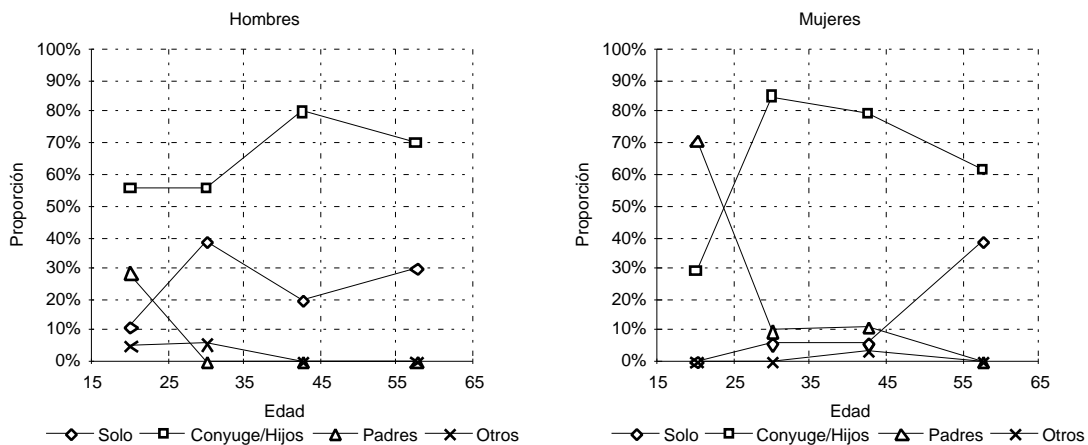 Hombres
100%
90%
80%
70%
60%
50%
40%
30%
20%
10%
0%
Proporción
15 25 35 45 55 65
Edad
Solo Conyuge/Hijos Padres Otros
Mujeres
100%
90%
80%
70%
60%
50%
40%
30%
20%
10%
0%
Proporción
15 25 35 45 55 65
Edad
Solo Conyuge/Hijos Padres Otros